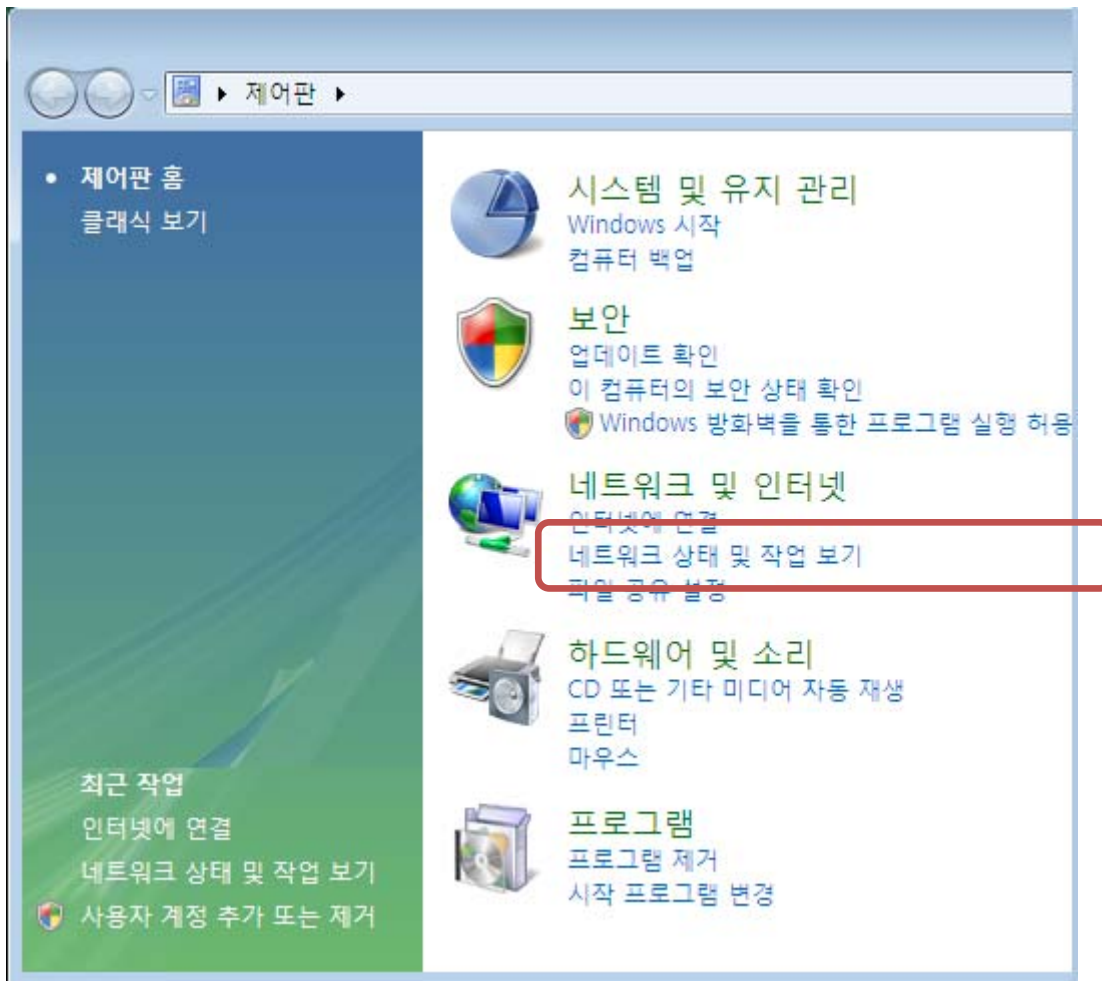 제어판
제어판 홈
클래식 보기
최근 작업
인터넷에 연결
네트워크 상태 및 작업 보기
사용자 계정 추가 또는 제거
시스템 및 유지 관리
Windows 시작
컴퓨터 백업
보안
업데이트 확인
이 컴퓨터의 보안 상태 확인
Windows 방화벽을 통한 프로그램 실행 허용
네트워크 및 인터넷
인터넷에 연결
네트워크 상태 및 작업 보기
파일 공유 설정
하드웨어 및 소리
CD 또는 기타 미디어 자동 재생
프린터
마우스
프로그램
프로그램 제거
시작 프로그램 변경